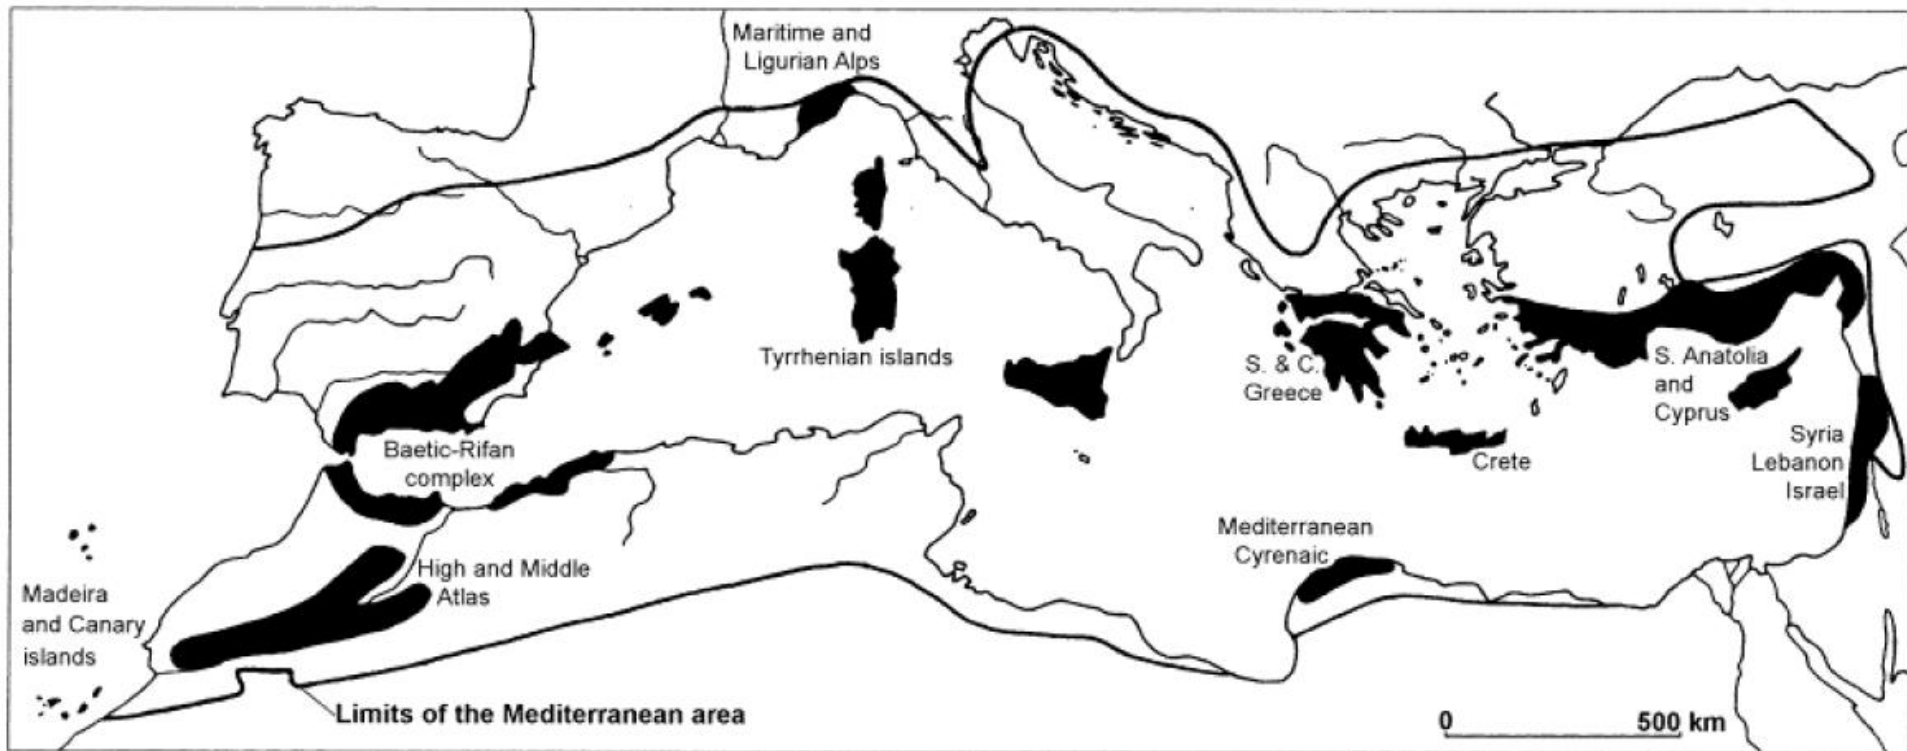 Maritime and
Ligurian Alps
Tyrrhenian islands
S. & C.
Greece
S. Anatolia
and
Cyprus
Baetic-Rifan
complex
Crete
Syria
Lebanon
Israel
Mediterranean
Cyrenaic
High and Middle
Atlas
Madeira
and Canary
islands
Limits of the Mediterranean area
0 500 km